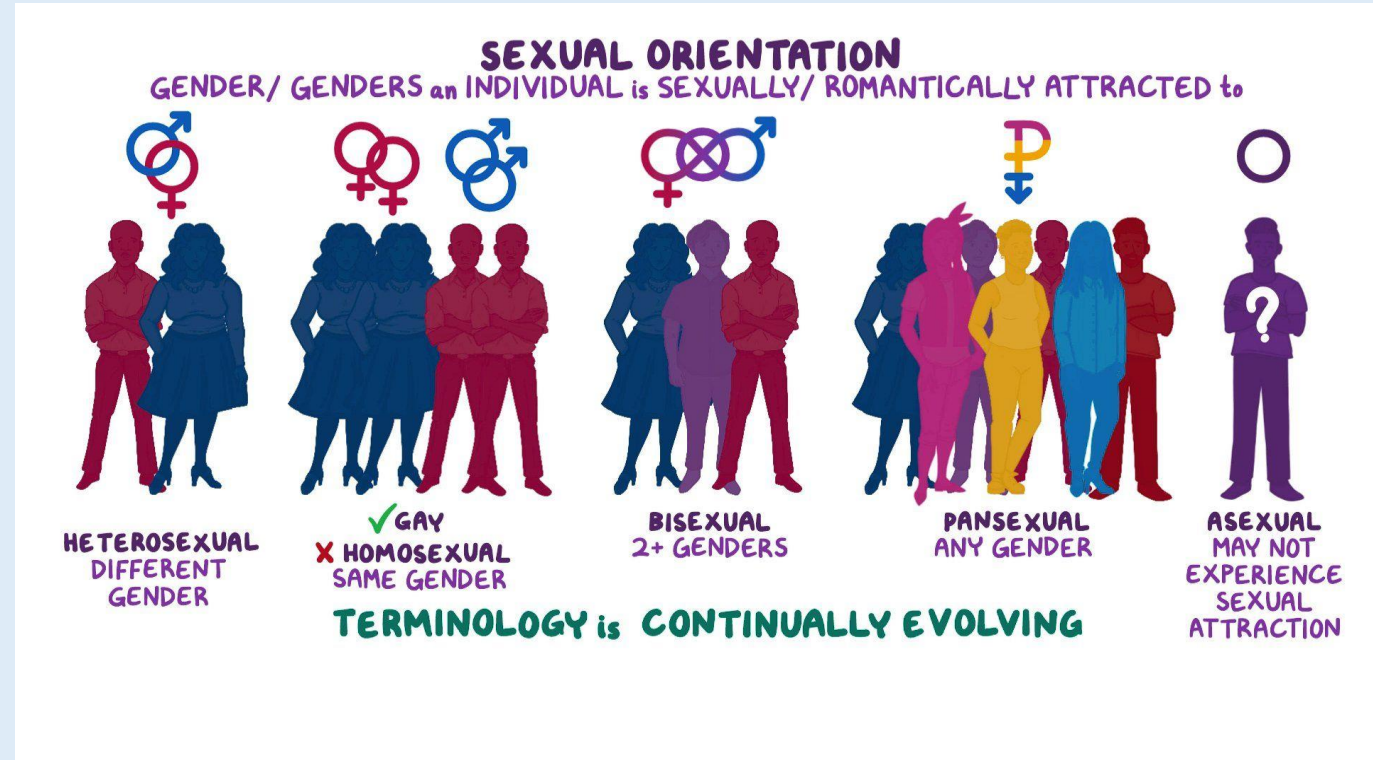 SEXUAL ORIENTATION
GENDER/ GENDERS an INDIVIDUAL is SEXUALLY/ ROMANTICALLY ATTRACTED to
?
HETEROSEXUAL
DIFFERENT
GENDER
✓GAY
X HOMOSEXUAL
SAME GENDER
BISEXUAL
2+ GENDERS
PANSEXUAL
ANY GENDER
ASEXUAL
MAY NOT
EXPERIENCE
SEXUAL
ATTRACTION
TERMINOLOGY is CONTINUALLY EVOLVING